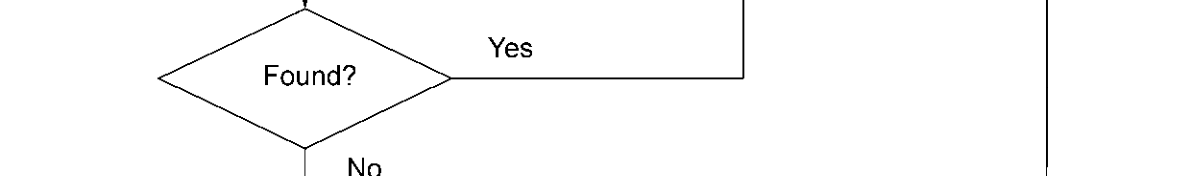 Yes
Found?
No